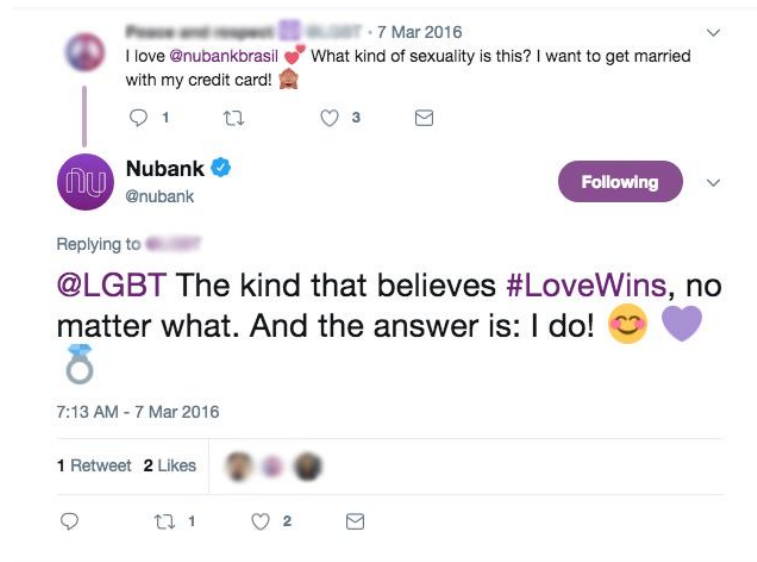 · 7 Mar 2016
I love @nubankbrasil 💕 What kind of sexuality is this? I want to get married
with my credit card! 🙈
1 3
nu
Nubank
@nubank
Following
Replying to
@LGBT The kind that believes #LoveWins, no
matter what. And the answer is: I do! 😊 💜
💍
7:13 AM - 7 Mar 2016
1 Retweet 2 Likes
1 2